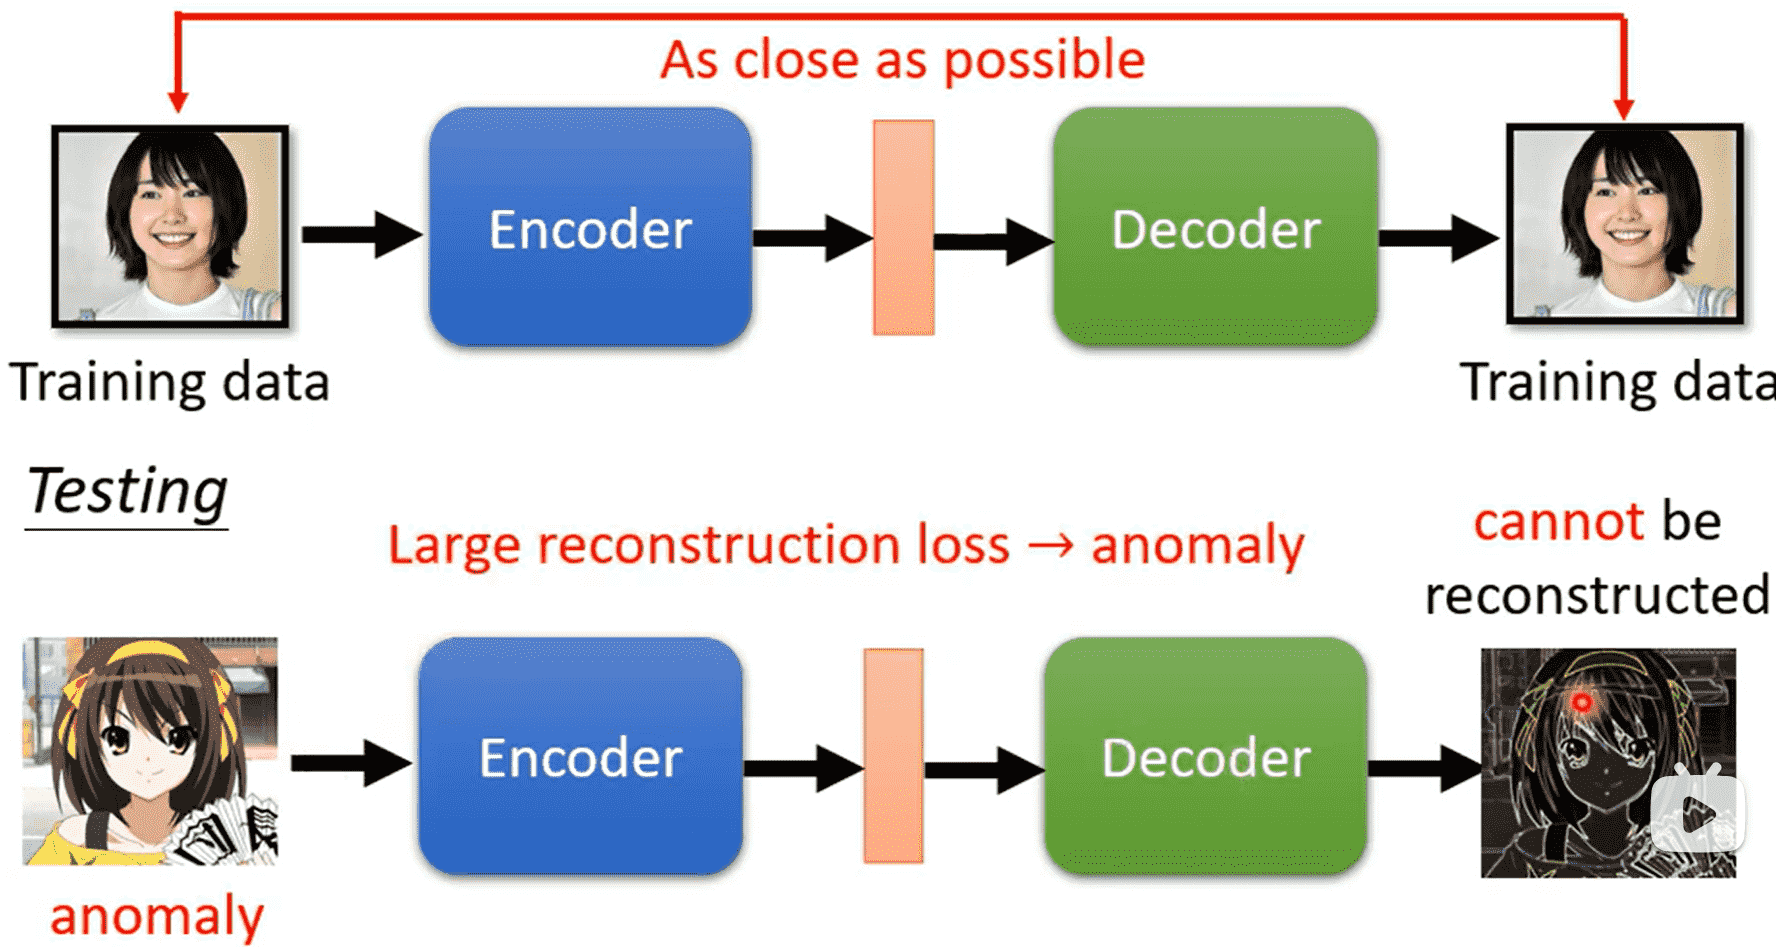 As close as possible
Encoder
Decoder
Training data
Training data
Testing
Large reconstruction loss → anomaly
cannot be
reconstructed
Encoder
Decoder
anomaly